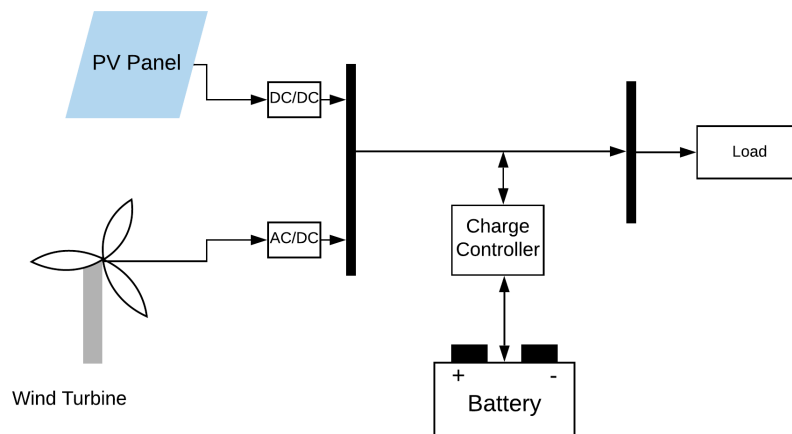 PV Panel
DC/DC
Load
Charge
Controller
AC/DC
+ -
Battery
Wind Turbine